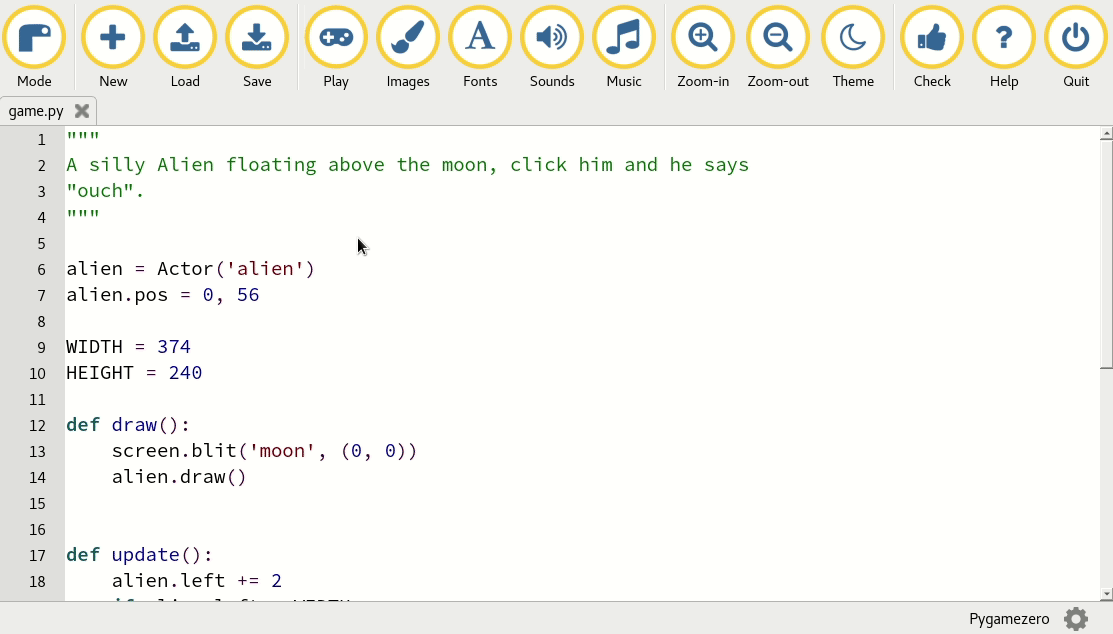 Mode New Load Save Play Images Fonts Sounds Music Zoom-in Zoom-out Theme Check Help Quit
game.py
1 """
2 A silly Alien floating above the moon, click him and he says
3 "ouch".
4 """
5
6 alien = Actor('alien')
7 alien.pos = 0, 56
8
9 WIDTH = 374
10 HEIGHT = 240
11
12 def draw():
13     screen.blit('moon', (0, 0))
14     alien.draw()
15
16
17 def update():
18     alien.left += 2
Pygamezero